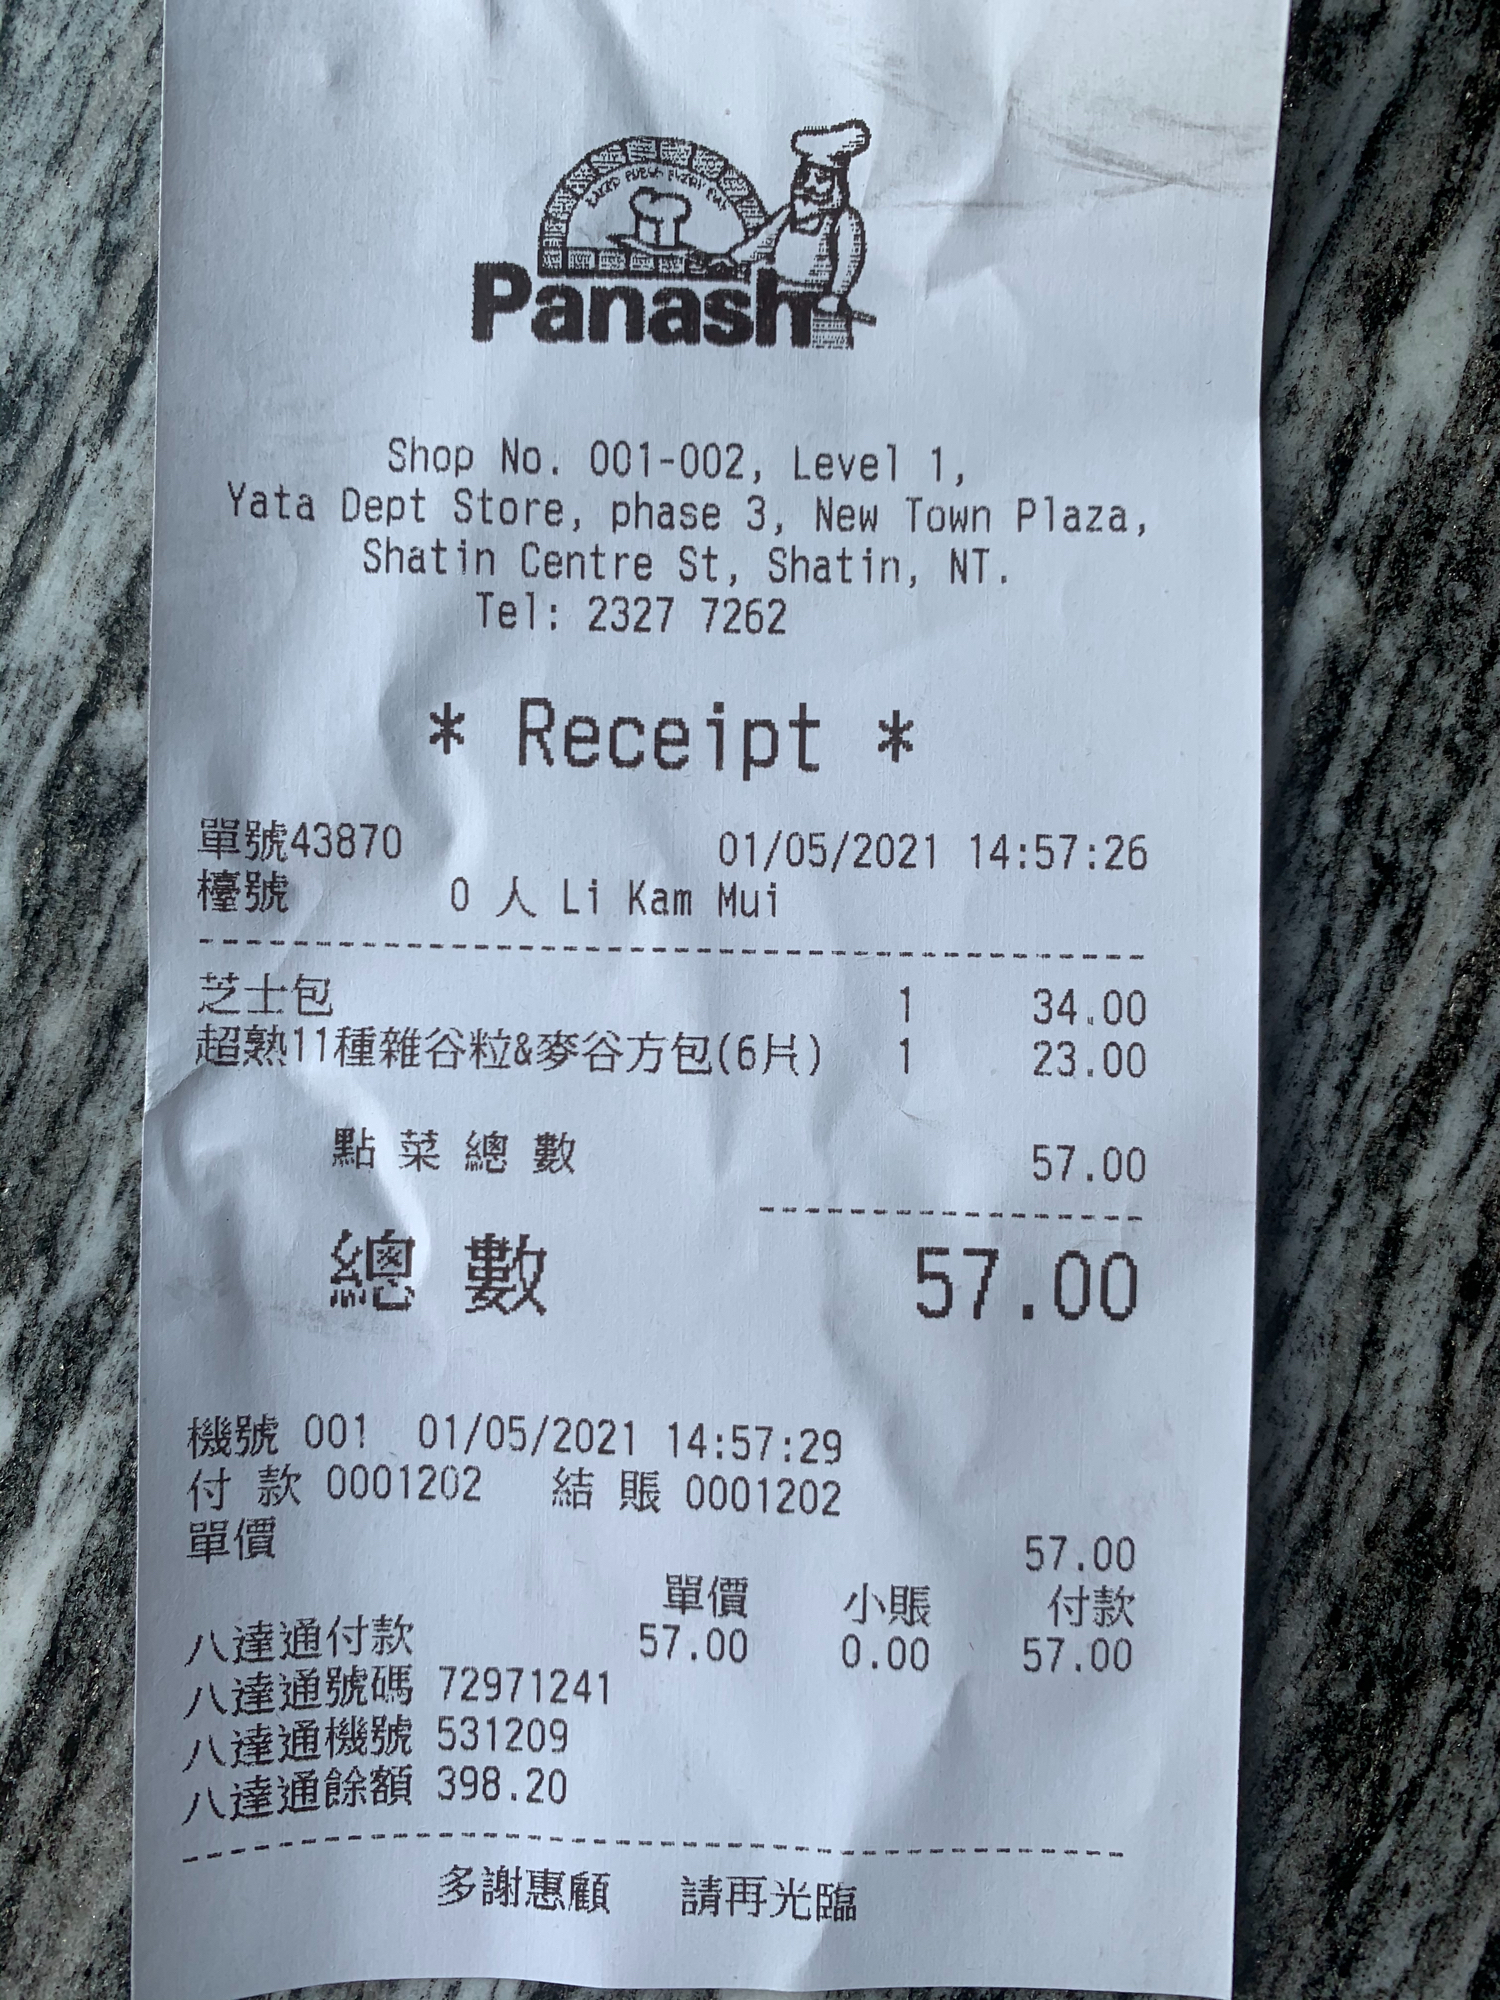 Panash
Shop No. 001-002, Level 1,
Yata Dept Store, phase 3, New Town Plaza,
Shatin Centre St, Shatin, NT.
Tel: 2327 7262
* Receipt *
單號43870 01/05/2021 14:57:26
檯號 0 人 Li Kam Mui
芝士包 1 34.00
超熟11種雜谷粒&麥谷方包(6片) 1 23.00
點菜總數 57.00
總數 57.00
機號 001 01/05/2021 14:57:29
付款 0001202 結賬 0001202
單價 57.00
單價 小賬 付款
八達通付款 57.00 0.00 57.00
八達通號碼 72971241
八達通機號 531209
八達通餘額 398.20
多謝惠顧 請再光臨